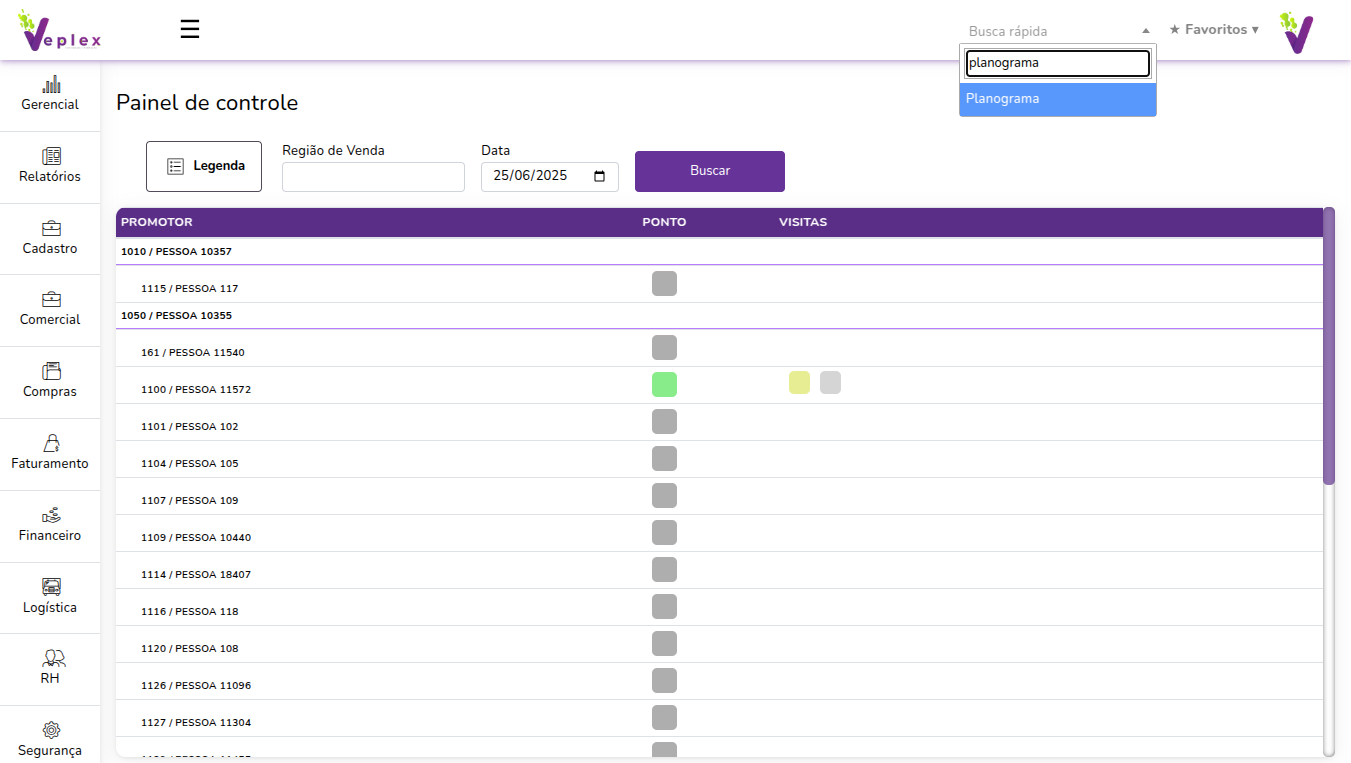 Veplex
☰
Busca rápida
★ Favoritos ▾
planograma
Planograma
Gerencial
Relatórios
Cadastro
Comercial
Compras
Faturamento
Financeiro
Logística
RH
Segurança
Painel de controle
Legenda
Região de Venda
Data
25/06/2025
Buscar
PROMOTOR PONTO VISITAS
1010 / PESSOA 10357
1115 / PESSOA 117
1050 / PESSOA 10355
161 / PESSOA 11540
1100 / PESSOA 11572
1101 / PESSOA 102
1104 / PESSOA 105
1107 / PESSOA 109
1109 / PESSOA 10440
1114 / PESSOA 18407
1116 / PESSOA 118
1120 / PESSOA 108
1126 / PESSOA 11096
1127 / PESSOA 11304